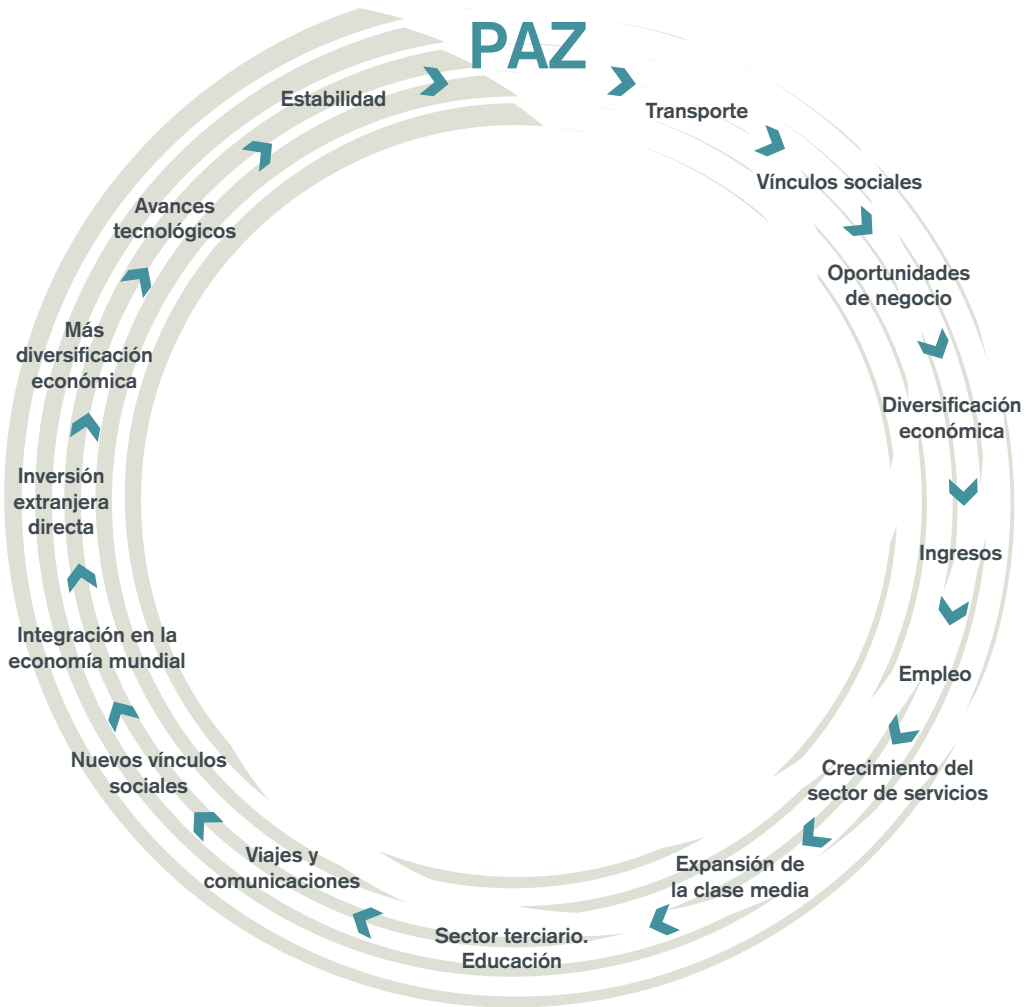 PAZ
Transporte
Vínculos sociales
Oportunidades
de negocio
Diversificación
económica
Ingresos
Empleo
Crecimiento del
sector de servicios
Expansión de
la clase media
Sector terciario.
Educación
Viajes y
comunicaciones
Nuevos vínculos
sociales
Integración en la
economía mundial
Inversión
extranjera
directa
Más
diversificación
económica
Avances
tecnológicos
Estabilidad